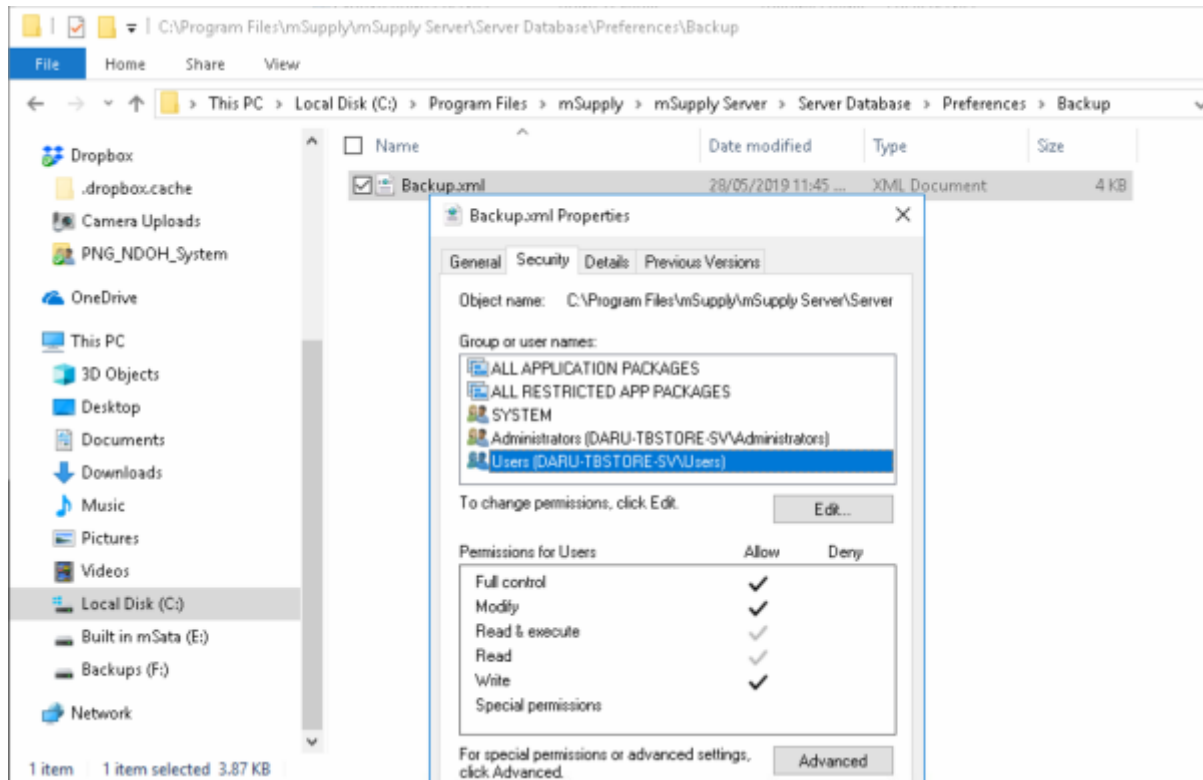 C:\Program Files\mSupply\mSupply Server\Server Database\Preferences\Backup
File Home Share View
This PC > Local Disk (C:) > Program Files > mSupply > mSupply Server > Server Database > Preferences > Backup
Name Date modified Type Size
Backup.xml 28/05/2019 11:45 ... XML Document 4 KB
Dropbox
.dropbox.cache
Camera Uploads
PNG_NDOH_System
OneDrive
This PC
3D Objects
Desktop
Documents
Downloads
Music
Pictures
Videos
Local Disk (C:)
Built in mSata (E:)
Backups (F:)
Network
1 item 1 item selected 3.87 KB
Backup.xml Properties
General Security Details Previous Versions
Object name: C:\Program Files\mSupply\mSupply Server\Server
Group or user names:
ALL APPLICATION PACKAGES
ALL RESTRICTED APP PACKAGES
SYSTEM
Administrators (DARU-TBSTORE-SV\Administrators)
Users (DARU-TBSTORE-SV\Users)
To change permissions, click Edit. Edit...
Permissions for Users Allow Deny
Full control
Modify
Read & execute
Read
Write
Special permissions
For special permissions or advanced settings,
click Advanced. Advanced